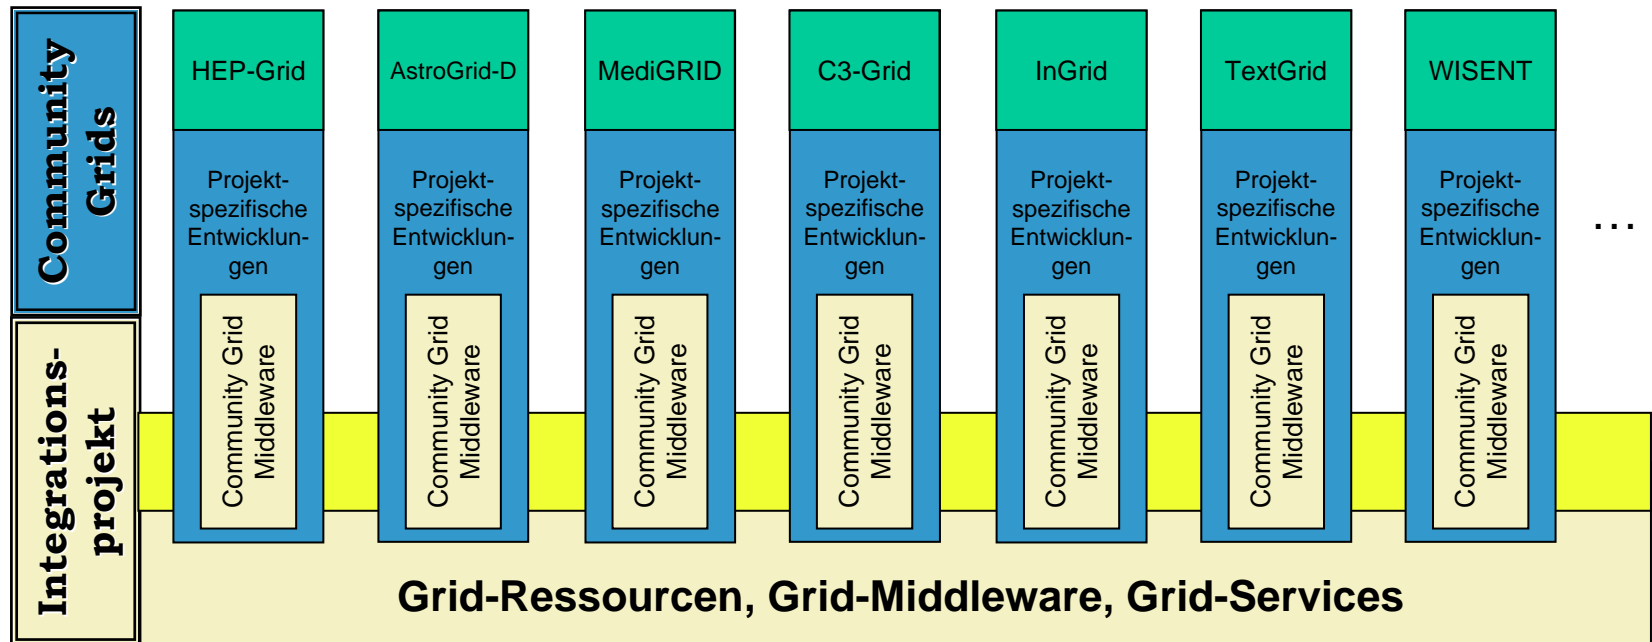 Community
Grids
HEP-Grid
Projekt-
spezifische
Entwicklun-
gen
Community Grid
Middleware
AstroGrid-D
Projekt-
spezifische
Entwicklun-
gen
Community Grid
Middleware
MediGRID
Projekt-
spezifische
Entwicklun-
gen
Community Grid
Middleware
C3-Grid
Projekt-
spezifische
Entwicklun-
gen
Community Grid
Middleware
InGrid
Projekt-
spezifische
Entwicklun-
gen
Community Grid
Middleware
TextGrid
Projekt-
spezifische
Entwicklun-
gen
Community Grid
Middleware
WISENT
Projekt-
spezifische
Entwicklun-
gen
Community Grid
Middleware
...
Integrations-
projekt
Grid-Ressourcen, Grid-Middleware, Grid-Services